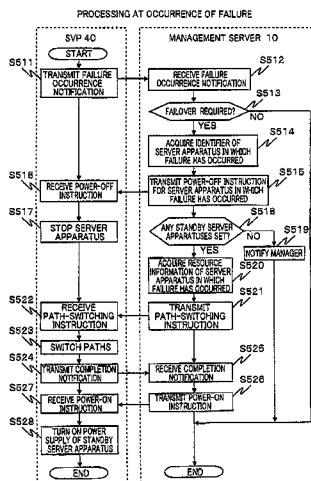 PROCESSING AT OCCURRENCE OF FAILURE
SVP 40
MANAGEMENT SERVER 10
START
S511
TRANSMIT FAILURE
OCCURRENCE
NOTIFICATION
S512
RECEIVE FAILURE
OCCURRENCE NOTIFICATION
S513
FAILOVER REQUIRED?
NO
YES
S514
ACQUIRE IDENTIFIER OF
SERVER APPARATUS IN WHICH
FAILURE HAS OCCURRED
S515
TRANSMIT POWER-OFF INSTRUCTION
FOR SERVER APPARATUS IN WHICH
FAILURE HAS OCCURRED
S516
RECEIVE POWER-OFF
INSTRUCTION
S517
STOP SERVER
APPARATUS
S518
ANY STANDBY SERVER
APPARATUSES SET?
NO
S519
NOTIFY MANAGER
YES
S520
ACQUIRE RESOURCE
INFORMATION OF SERVER
APPARATUS IN WHICH
FAILURE HAS OCCURRED
S521
TRANSMIT
PATH-SWITCHING
INSTRUCTION
S522
RECEIVE
PATH-SWITCHING
INSTRUCTION
S523
SWITCH PATHS
S524
TRANSMIT COMPLETION
NOTIFICATION
S525
RECEIVE COMPLETION
NOTIFICATION
S526
TRANSMIT POWER-ON
INSTRUCTION
S527
RECEIVE POWER-ON
INSTRUCTION
S528
TURN ON POWER
SUPPLY OF STANDBY
SERVER APPARATUS
END
END